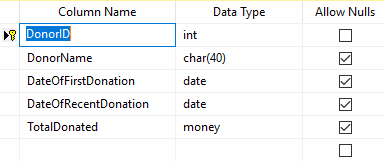 Column Name Data Type Allow Nulls
DonorID int
DonorName char(40)
DateOfFirstDonation date
DateOfRecentDonation date
TotalDonated money